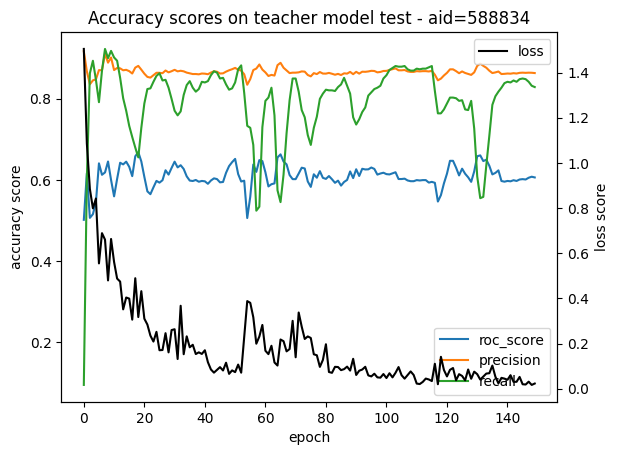 Accuracy scores on teacher model test - aid=588834
loss
accuracy score
0.8
0.6
0.4
0.2
1.4
1.2
1.0
0.8
0.6
0.4
0.2
0.0
loss score
roc_score
precision
recall
0 20 40 60 80 100 120 140
epoch